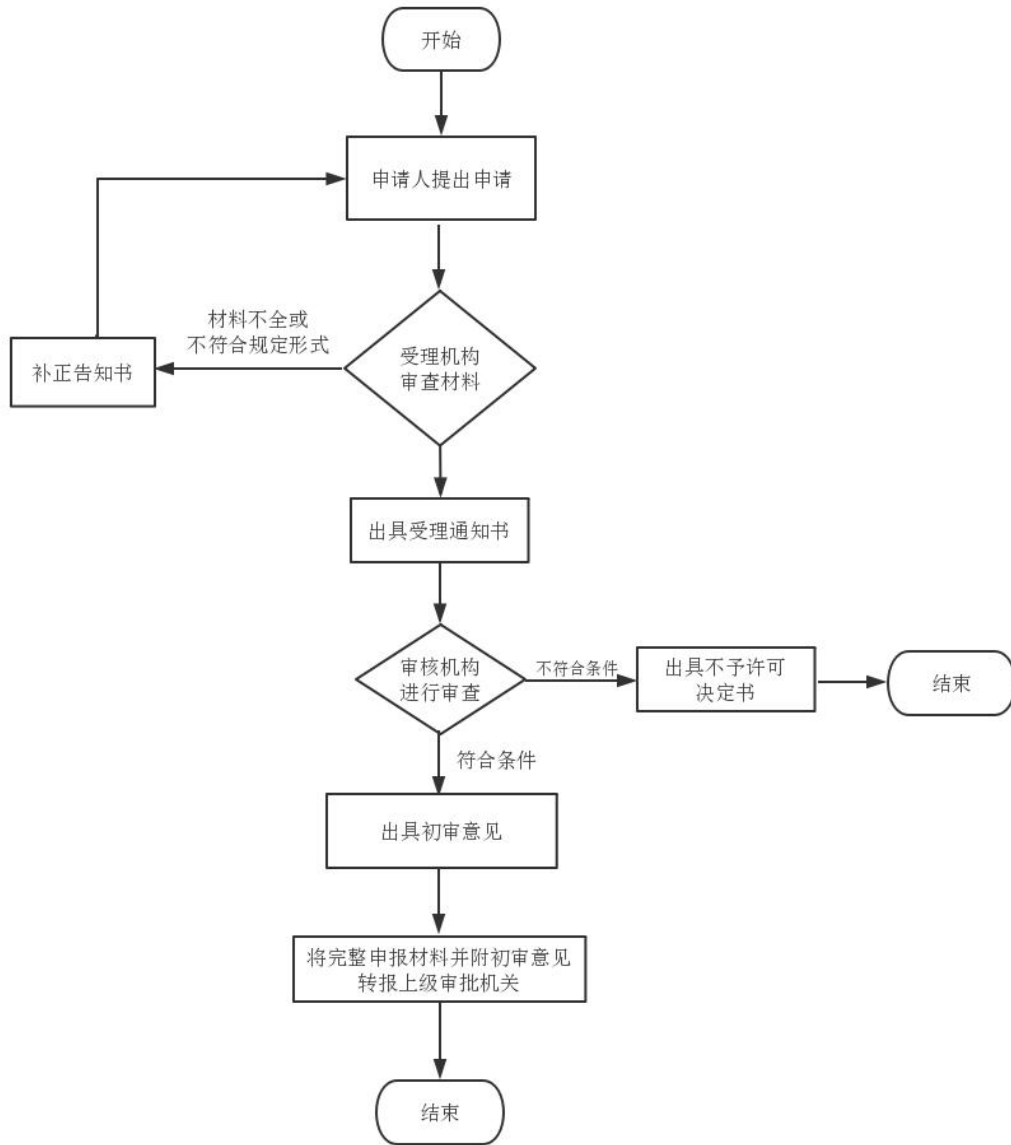 开始
申请人提出申请
材料不全或
不符合规定形式
补正告知书
受理机构
审查材料
出具受理通知书
审核机构
进行审查
不符合条件
出具不予许可
决定书
结束
符合条件
出具初审意见
将完整申报材料并附初审意见
转报上级审批机关
结束